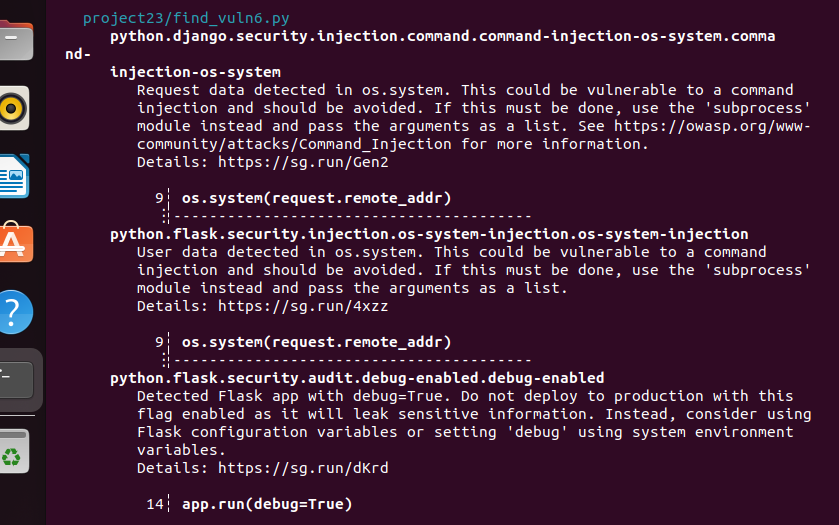 project23/find_vuln6.py
python.django.security.injection.command.command-injection-os-system.comma
nd-
injection-os-system
Request data detected in os.system. This could be vulnerable to a command
injection and should be avoided. If this must be done, use the 'subprocess'
module instead and pass the arguments as a list. See https://owasp.org/www-
community/attacks/Command_Injection for more information.
Details: https://sg.run/Gen2
9┆ os.system(request.remote_addr)
⋮┆----------------------------------------
python.flask.security.injection.os-system-injection.os-system-injection
User data detected in os.system. This could be vulnerable to a command
injection and should be avoided. If this must be done, use the 'subprocess'
module instead and pass the arguments as a list.
Details: https://sg.run/4xzz
9┆ os.system(request.remote_addr)
⋮┆----------------------------------------
python.flask.security.audit.debug-enabled.debug-enabled
Detected Flask app with debug=True. Do not deploy to production with this
flag enabled as it will leak sensitive information. Instead, consider using
Flask configuration variables or setting 'debug' using system environment
variables.
Details: https://sg.run/dKrd
14┆ app.run(debug=True)